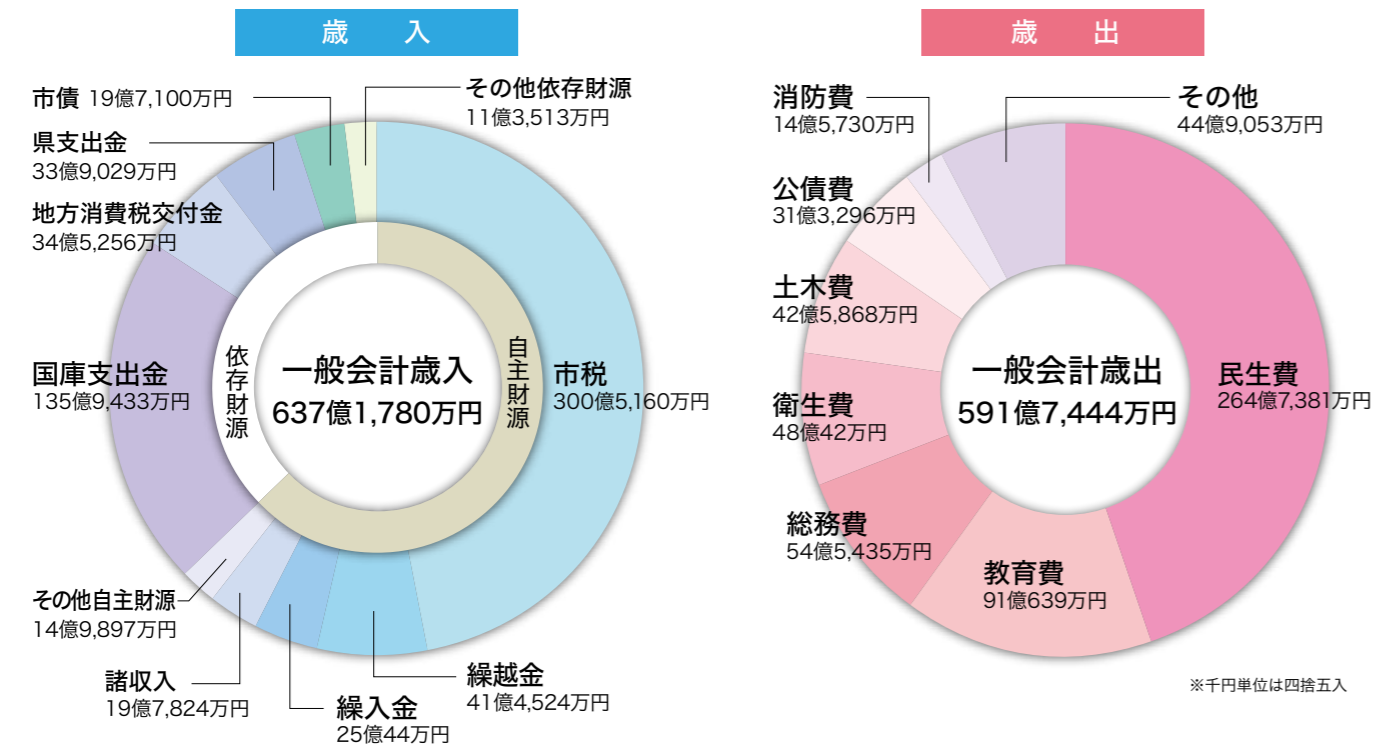 歳　入
市債 19億7,100万円
県支出金
33億9,029万円
地方消費税交付金
34億5,256万円
国庫支出金
135億9,433万円
その他自主財源
14億9,897万円
諸収入
19億7,824万円
繰入金
25億44万円
繰越金
41億4,524万円
市税
300億5,160万円
その他依存財源
11億3,513万円
依存財源
自主財源
一般会計歳入
637億1,780万円
歳　出
消防費
14億5,730万円
公債費
31億3,296万円
土木費
42億5,868万円
衛生費
48億42万円
総務費
54億5,435万円
教育費
91億639万円
民生費
264億7,381万円
その他
44億9,053万円
一般会計歳出
591億7,444万円
※千円単位は四捨五入